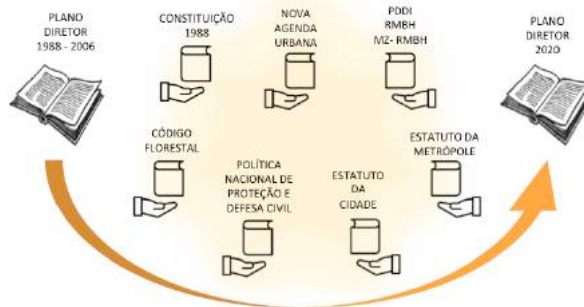 PLANO
DIRETOR
1988 - 2006
CONSTITUIÇÃO
1988
NOVA
AGENDA
URBANA
PDDI
RMBH
MZ- RMBH
PLANO
DIRETOR
2020
CÓDIGO
FLORESTAL
POLÍTICA
NACIONAL DE
PROTEÇÃO E
DEFESA CIVIL
ESTATUTO
DA
CIDADE
ESTATUTO DA
METRÓPOLE